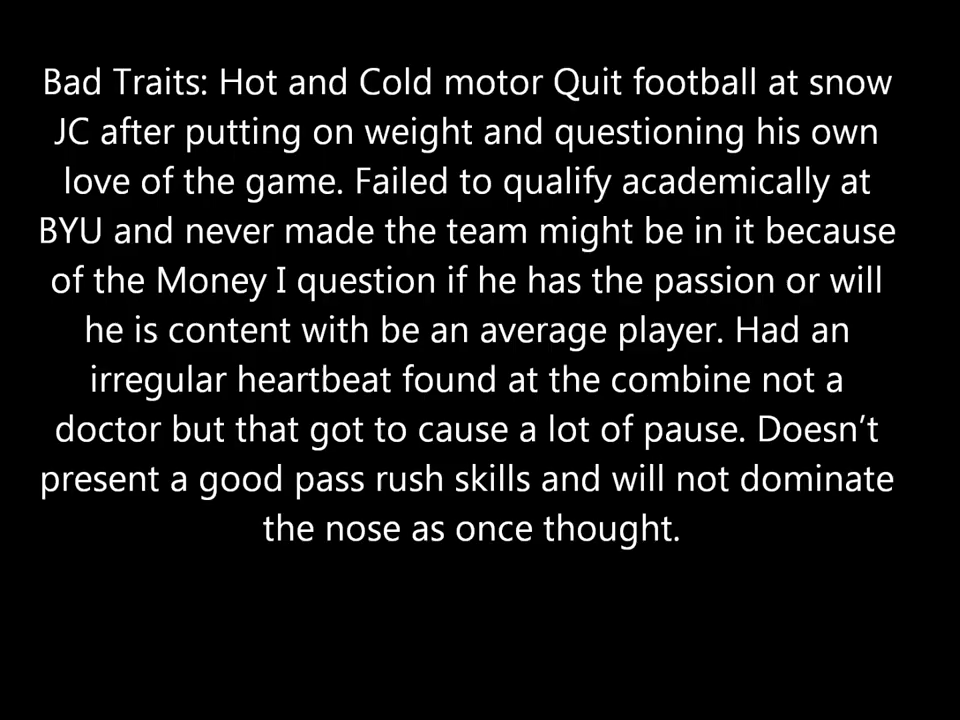 Bad Traits: Hot and Cold motor Quit football at snow
JC after putting on weight and questioning his own
love of the game. Failed to qualify academically at
BYU and never made the team might be in it because
of the Money I question if he has the passion or will
he is content with be an average player. Had an
irregular heartbeat found at the combine not a
doctor but that got to cause a lot of pause. Doesn’t
present a good pass rush skills and will not dominate
the nose as once thought.